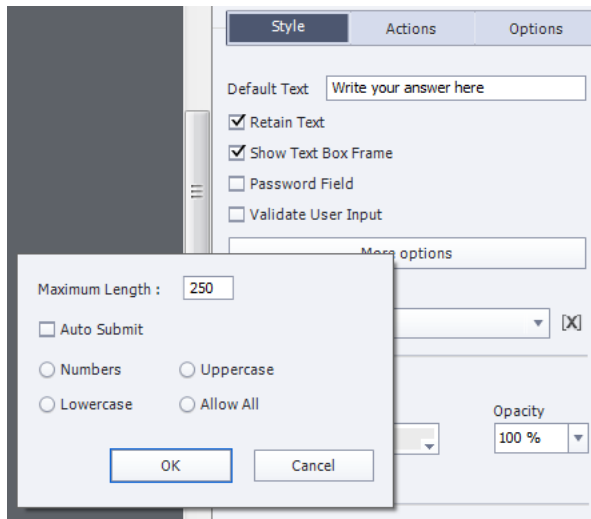 Style Actions Options
Default Text Write your answer here
Retain Text
Show Text Box Frame
Password Field
Validate User Input
More options
Maximum Length : 250
[X]
Auto Submit
Numbers Uppercase
Lowercase Allow All
Opacity
100 %
OK Cancel